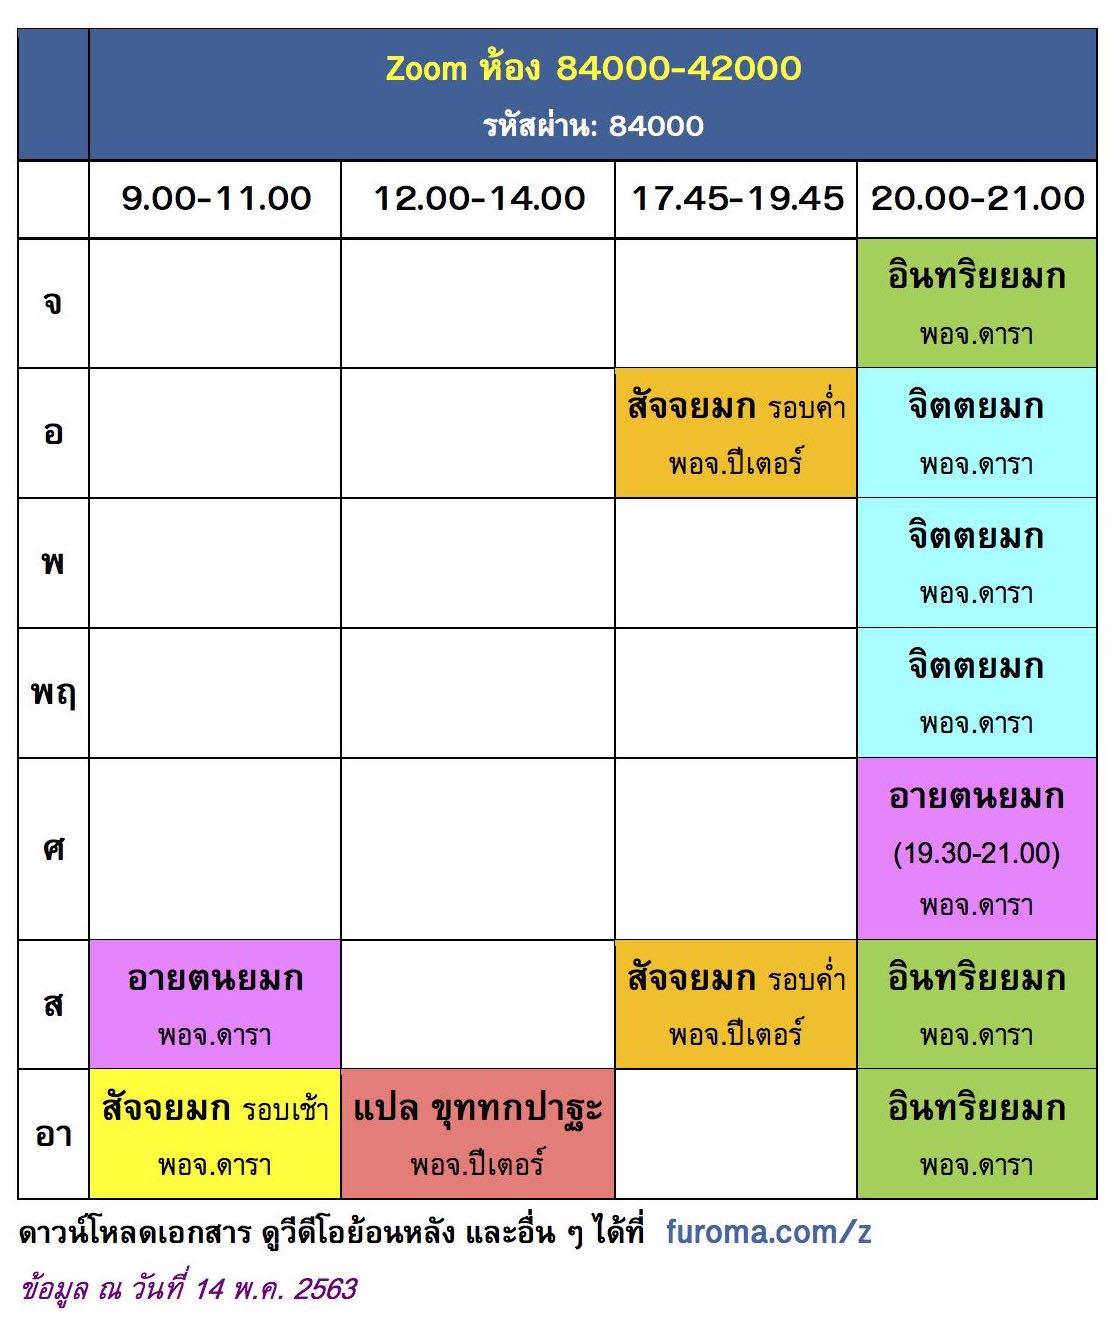 Zoom ห้อง 84000-42000
รหัสผ่าน: 84000
9.00-11.00 12.00-14.00 17.45-19.45 20.00-21.00
จ
อินทริยยมก
พอจ.ดารา
อ
สัจจยมก รอบค่ำ
พอจ.ปีเตอร์
จิตตยมก
พอจ.ดารา
พ
จิตตยมก
พอจ.ดารา
พฤ
จิตตยมก
พอจ.ดารา
ศ
อายตนยมก
(19.30-21.00)
พอจ.ดารา
ส
อายตนยมก
พอจ.ดารา
สัจจยมก รอบค่ำ
พอจ.ปีเตอร์
อินทริยยมก
พอจ.ดารา
อา
สัจจยมก รอบเช้า
พอจ.ดารา
แปล ขุททกปาฐะ
พอจ.ปีเตอร์
อินทริยยมก
พอจ.ดารา
ดาวน์โหลดเอกสาร ดูวีดีโอย้อนหลัง และอื่น ๆ ได้ที่ furoma.com/z
ข้อมูล ณ วันที่ 14 พ.ค. 2563